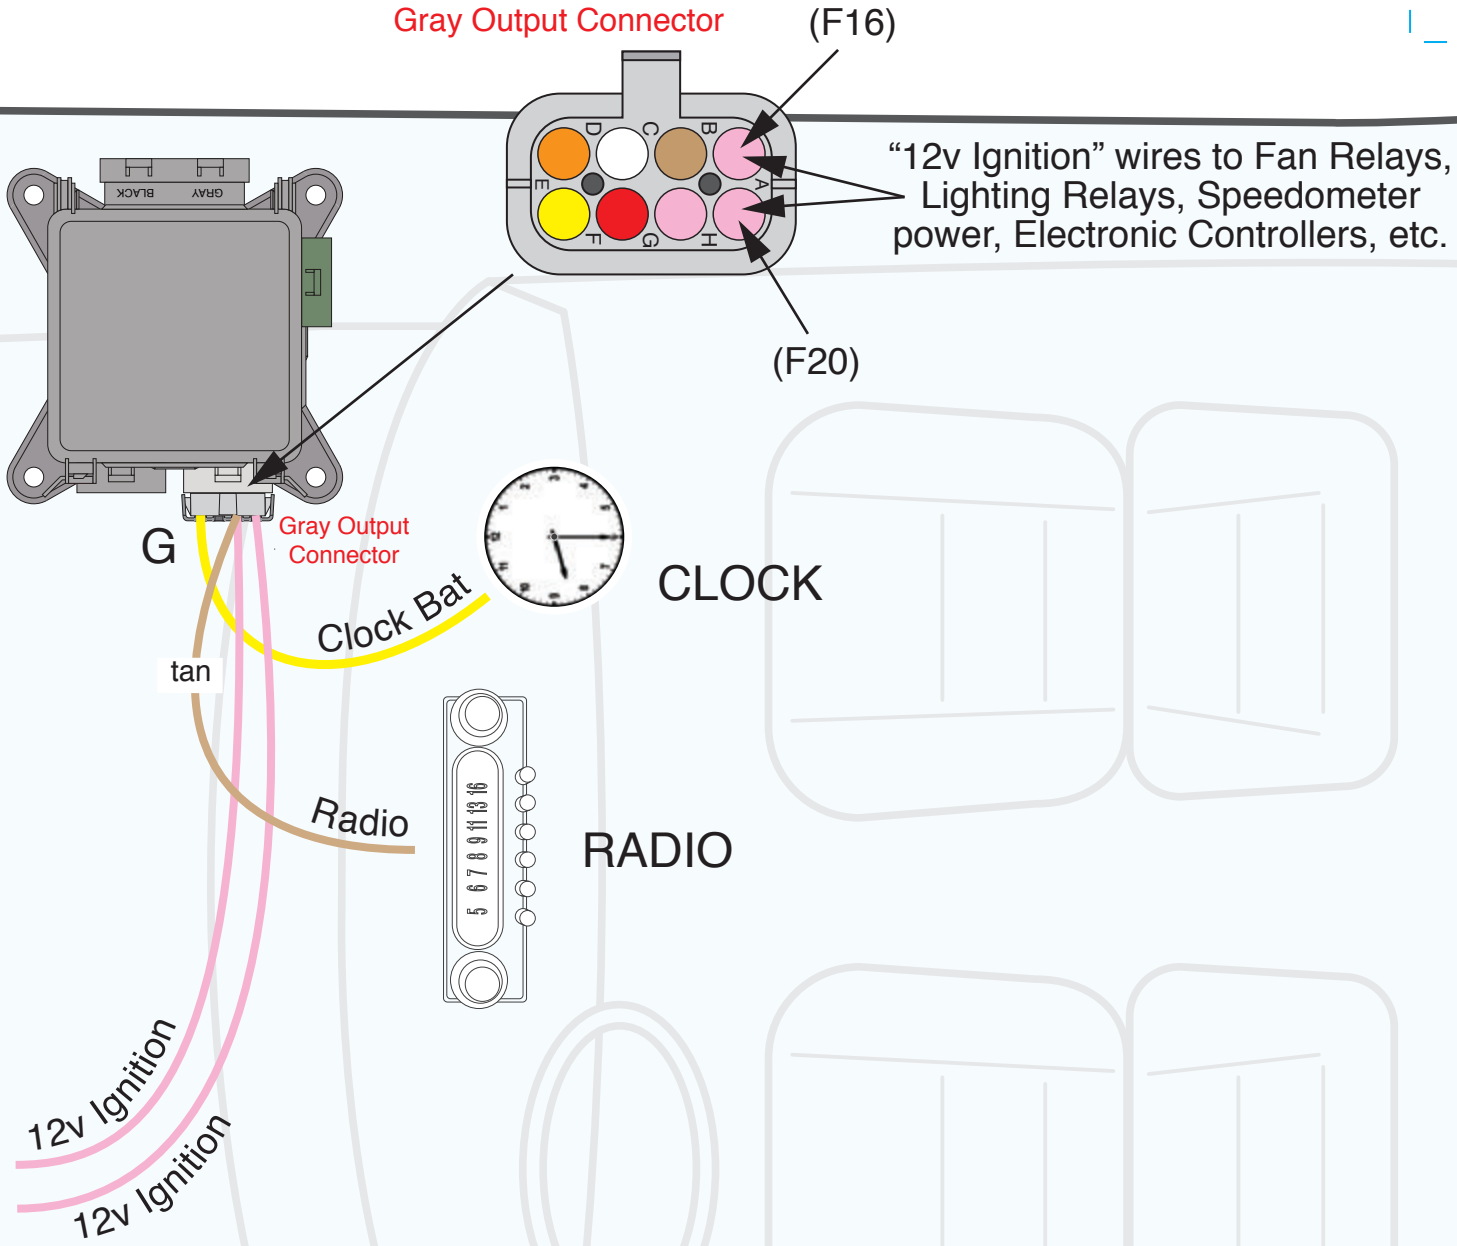 Gray Output Connector
(F16)
D C B
E A
F G H
“12v Ignition” wires to Fan Relays,
Lighting Relays, Speedometer
power, Electronic Controllers, etc.
(F20)
BLACK GRAY
G
Gray Output
Connector
Clock Bat
CLOCK
tan
Radio
5 6 7 8 9 11 13 16
RADIO
12v Ignition
12v Ignition